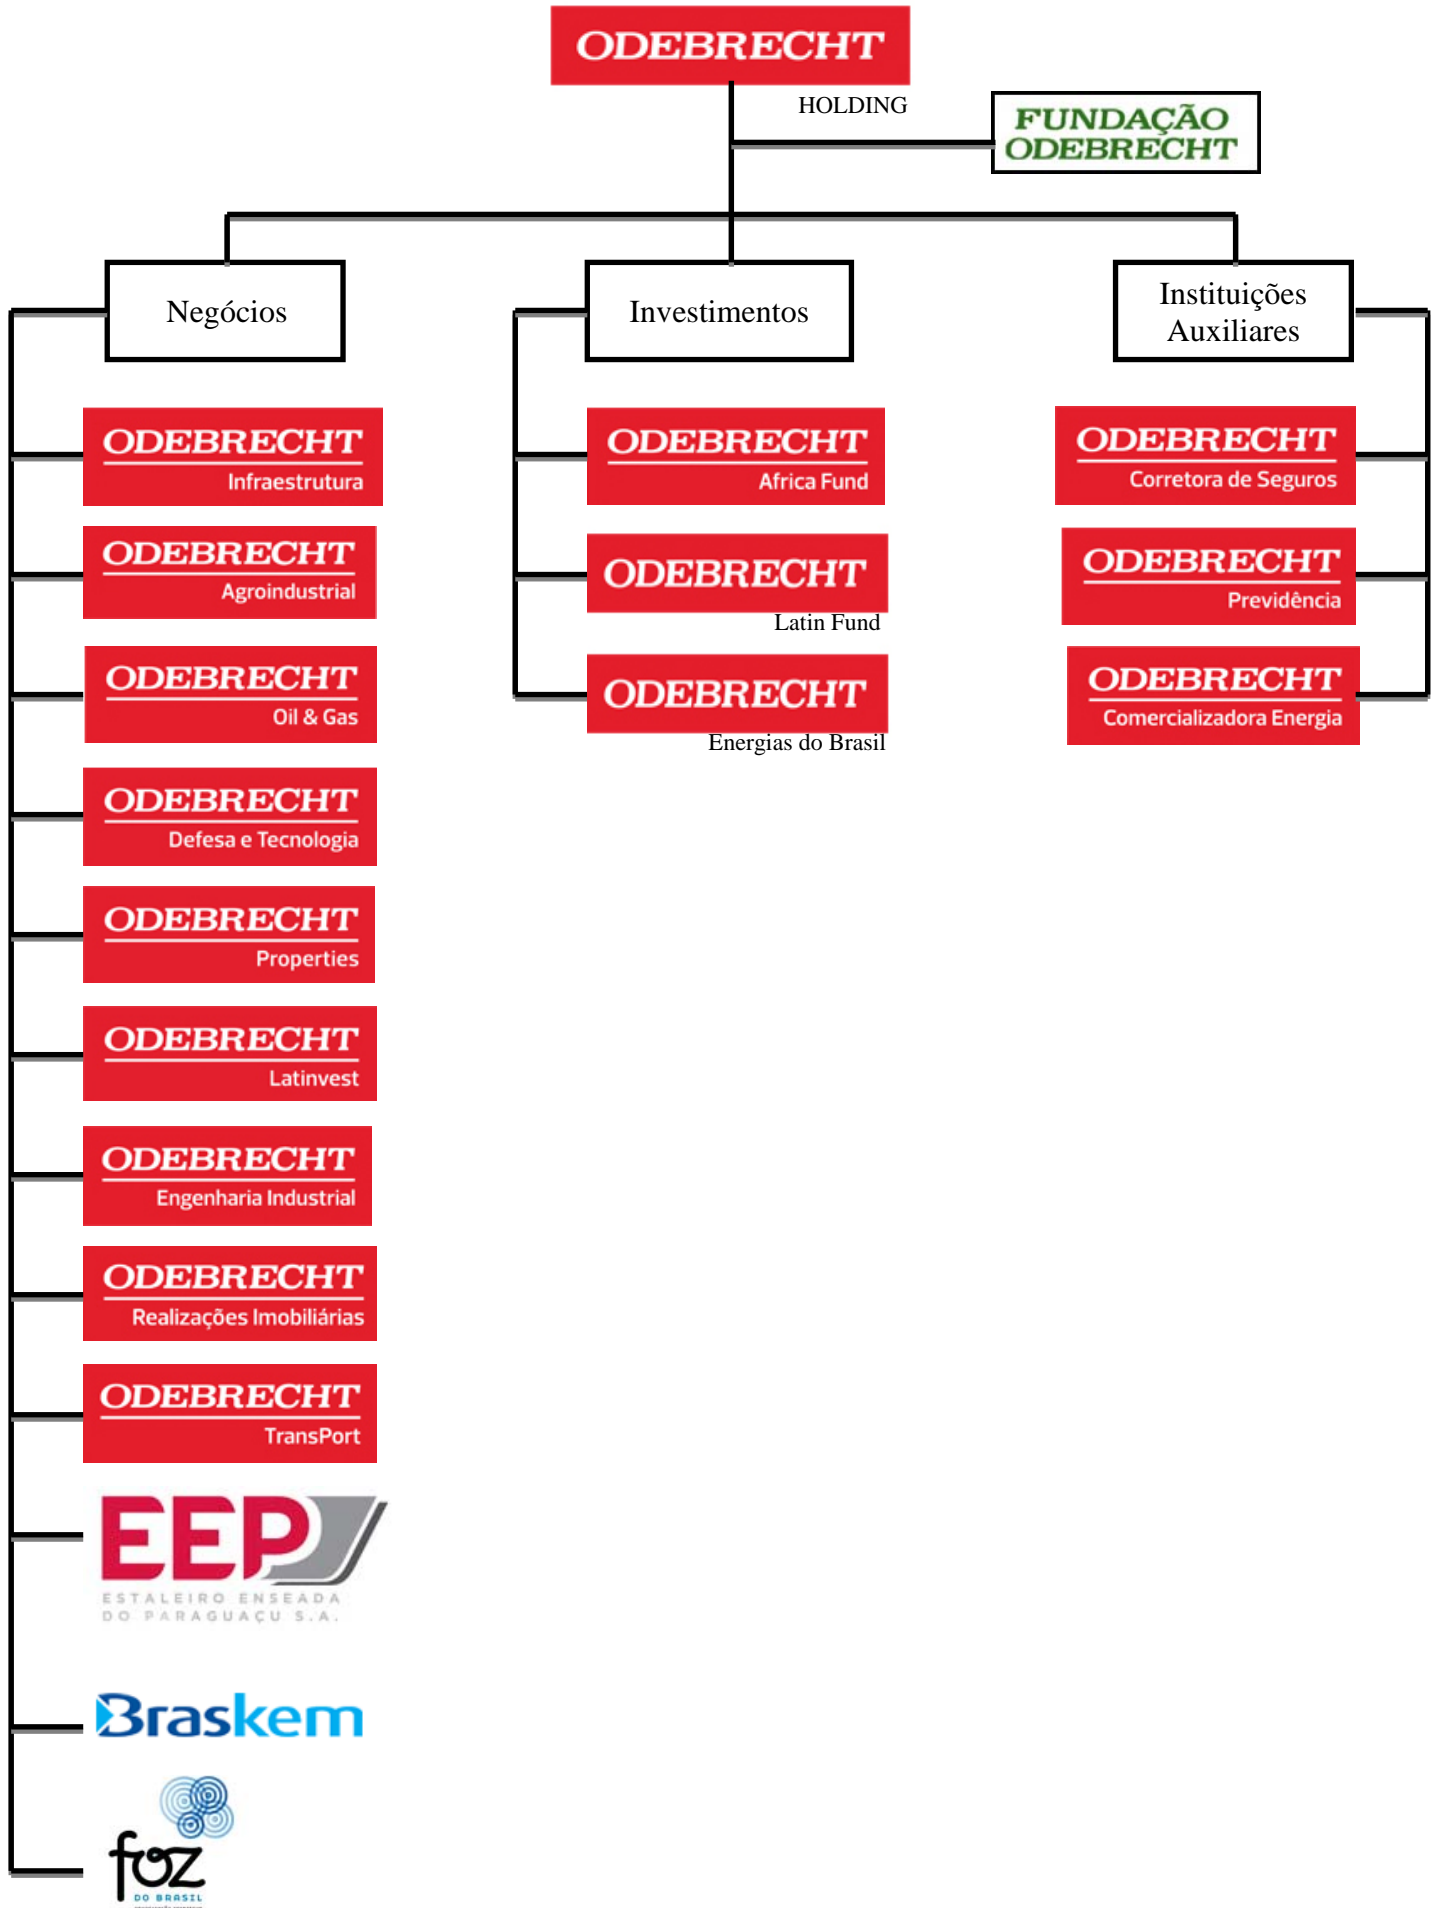 ODEBRECHT
HOLDING
FUNDAÇÃO
ODEBRECHT
Negócios
Investimentos
Instituições
Auxiliares
ODEBRECHT
Infraestrutura
ODEBRECHT
Agroindustrial
ODEBRECHT
Oil & Gas
ODEBRECHT
Defesa e Tecnologia
ODEBRECHT
Properties
ODEBRECHT
Latinvest
ODEBRECHT
Engenharia Industrial
ODEBRECHT
Realizações Imobiliárias
ODEBRECHT
TransPort
EEP
ESTALEIRO ENSEADA
DO PARAGUAÇU S.A.
Braskem
foz
DO BRASIL
ODEBRECHT
Africa Fund
ODEBRECHT
Latin Fund
ODEBRECHT
Energias do Brasil
ODEBRECHT
Corretora de Seguros
ODEBRECHT
Previdência
ODEBRECHT
Comercializadora Energia